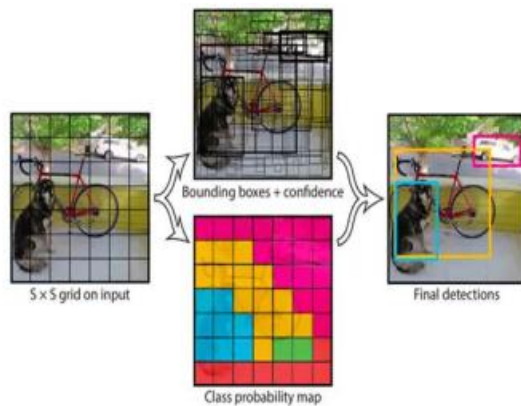 S × S grid on input
Bounding boxes + confidence
Class probability map
Final detections